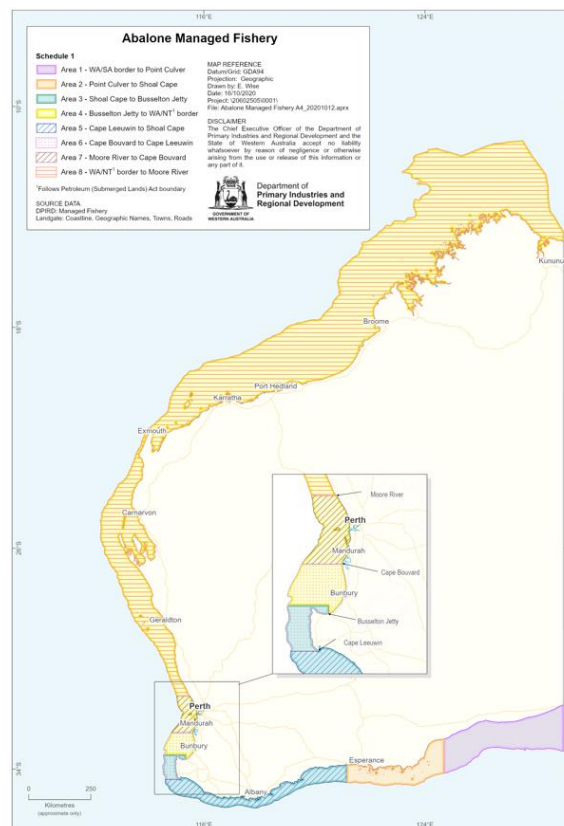 116°E
124°E
Abalone Managed Fishery
Schedule 1
Area 1 - WA/SA border to Point Culver
Area 2 - Point Culver to Shoal Cape
Area 3 - Shoal Cape to Busselton Jetty
Area 4 - Busselton Jetty to WA/NT¹ border
Area 5 - Cape Leeuwin to Shoal Cape
Area 6 - Cape Bouvard to Cape Leeuwin
Area 7 - Moore River to Cape Bouvard
Area 8 - WA/NT¹ border to Moore River
¹Follows Petroleum (Submerged Lands) Act boundary
SOURCE DATA
DPIRD: Managed Fishery
Landgate: Coastline, Geographic Names, Towns, Roads
MAP REFERENCE
Datum/Grid: GDA94
Projection: Geographic
Drawn by: E. Wise
Date: 16/10/2020
Project: \20602505\0001\
File: Abalone Managed Fishery A4_20201012.aprx
DISCLAIMER
The Chief Executive Officer of the Department of
Primary Industries and Regional Development and the
State of Western Australia accept no liability
whatsoever by reason of negligence or otherwise
arising from the use or release of this information or
any part of it.
GOVERNMENT OF
WESTERN AUSTRALIA
Department of
Primary Industries and
Regional Development
10°S
Kununu
18°S
Broome
Port Hedland
Karratha
Exmouth
Carnarvon
Moore River
Perth
Mandurah
Cape Bouvard
Bunbury
Busselton Jetty
Cape Leeuwin
Geraldton
Perth
Mandurah
Bunbury
Esperance
Albany
34°S
0 250
Kilometres
(approximate only)
116°E
124°E